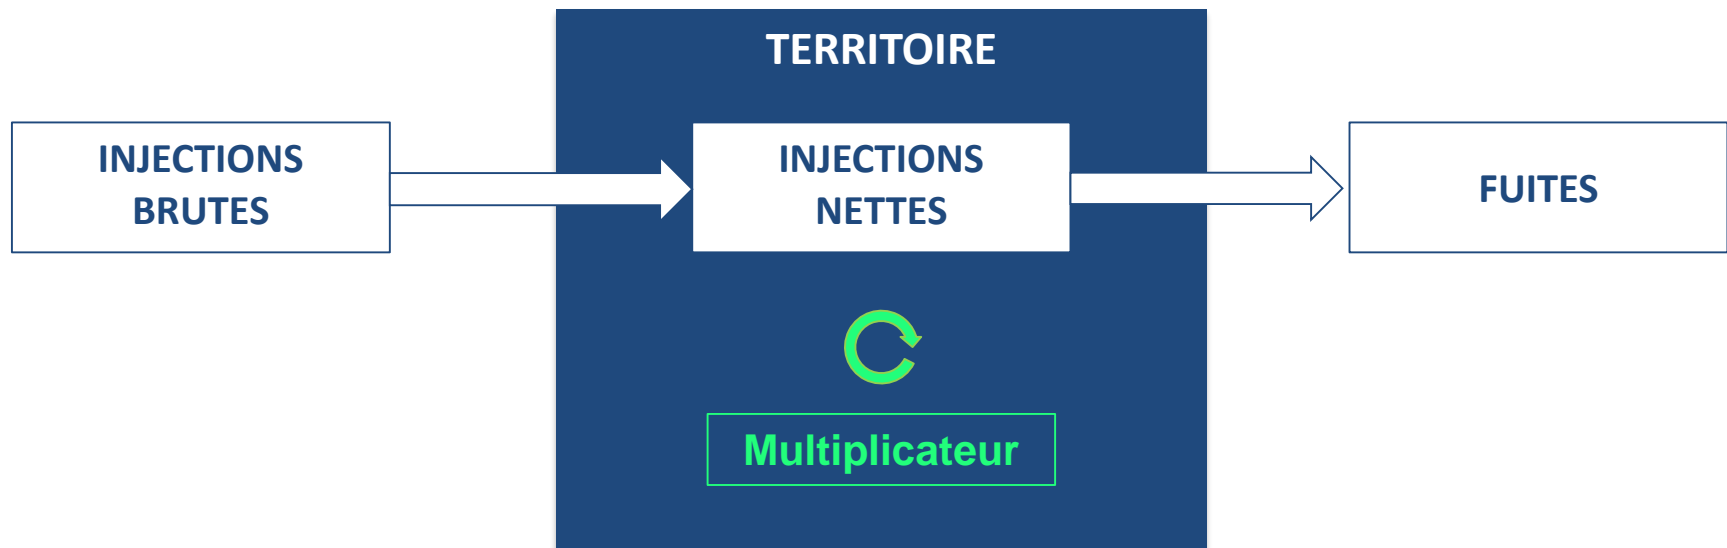 TERRITOIRE
INJECTIONS
BRUTES
INJECTIONS
NETTES
FUITES
Multiplicateur